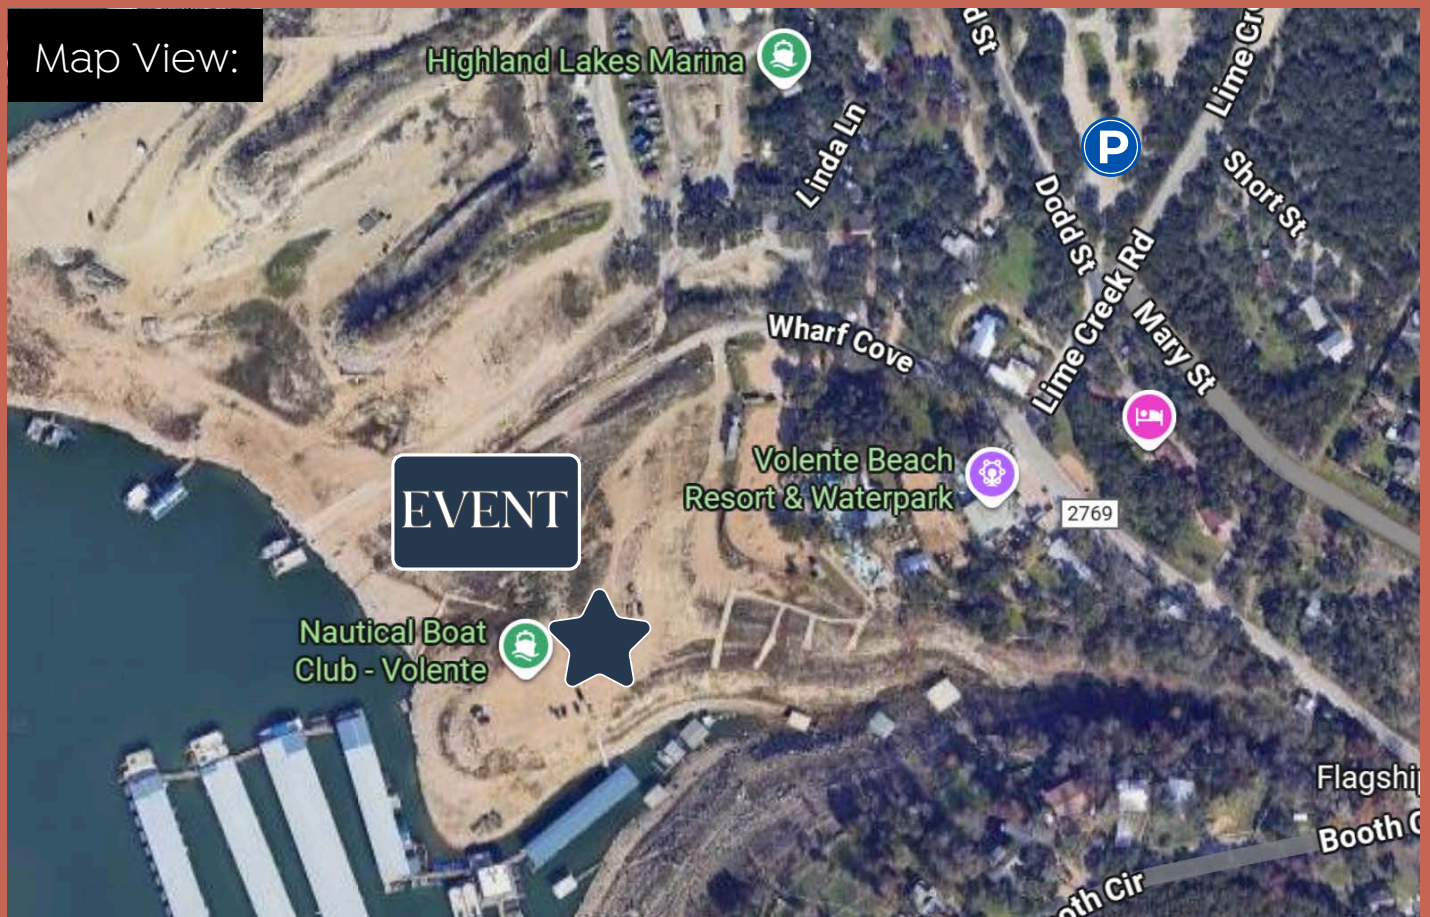 Map View:
Highland Lakes Marina
d St
Lime Cr
P
Linda Ln
Short St
Dodd St
Lime Creek Rd
Wharf Cove
Mary St
Volente Beach
Resort & Waterpark
EVENT
2769
Nautical Boat
Club - Volente
Flagship
Booth C
oth Cir